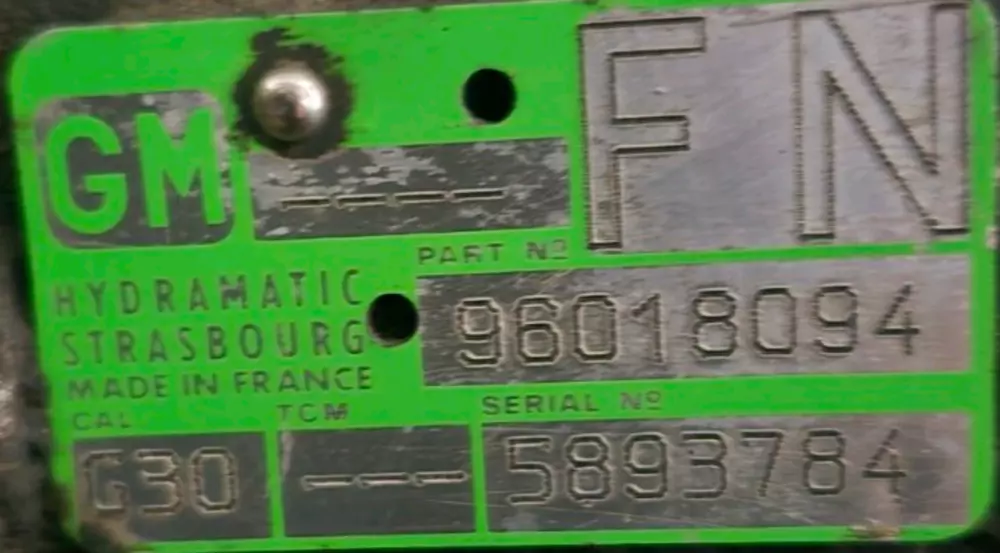 GM
FN
----
PART Nº
96018094
HYDRAMATIC
STRASBOURG
MADE IN FRANCE
CAL
TCM
SERIAL Nº
G30
---
5893784